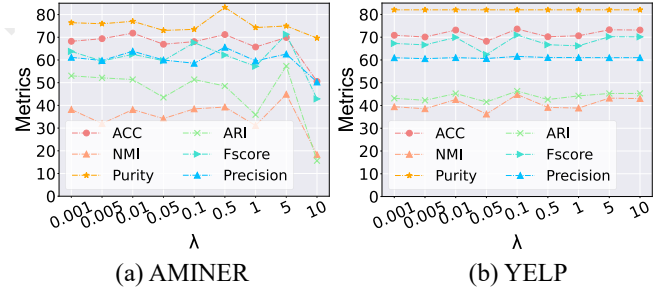 Metrics
80
70
60
50
40
30
20
10
0
ACC
NMI
Purity
ARI
Fscore
Precision
0.001
0.005
0.01
0.05
0.1
0.5
1
5
10
λ
(a) AMINER
Metrics
80
70
60
50
40
30
20
10
0
ACC
NMI
Purity
ARI
Fscore
Precision
0.001
0.005
0.01
0.05
0.1
0.5
1
5
10
λ
(b) YELP